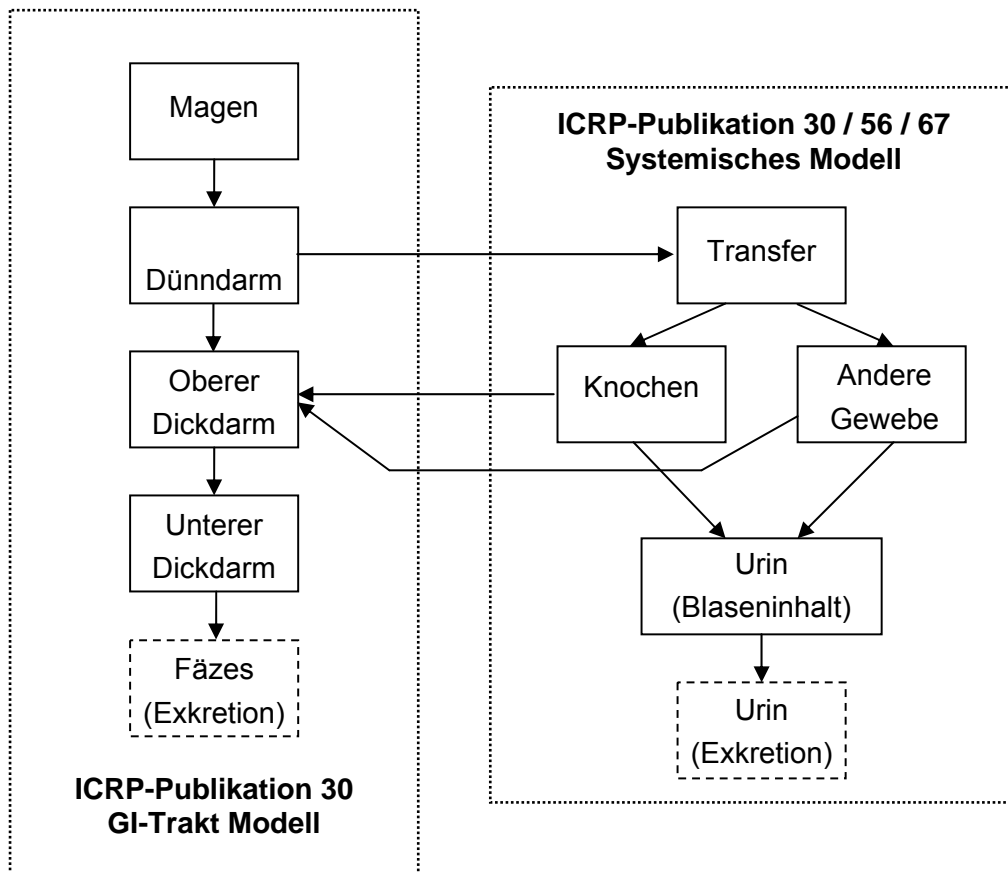 Magen
Dünndarm
Oberer
Dickdarm
Unterer
Dickdarm
Fäzes
(Exkretion)
ICRP-Publikation 30
GI-Trakt Modell
ICRP-Publikation 30 / 56 / 67
Systemisches Modell
Transfer
Knochen
Andere
Gewebe
Urin
(Blaseninhalt)
Urin
(Exkretion)